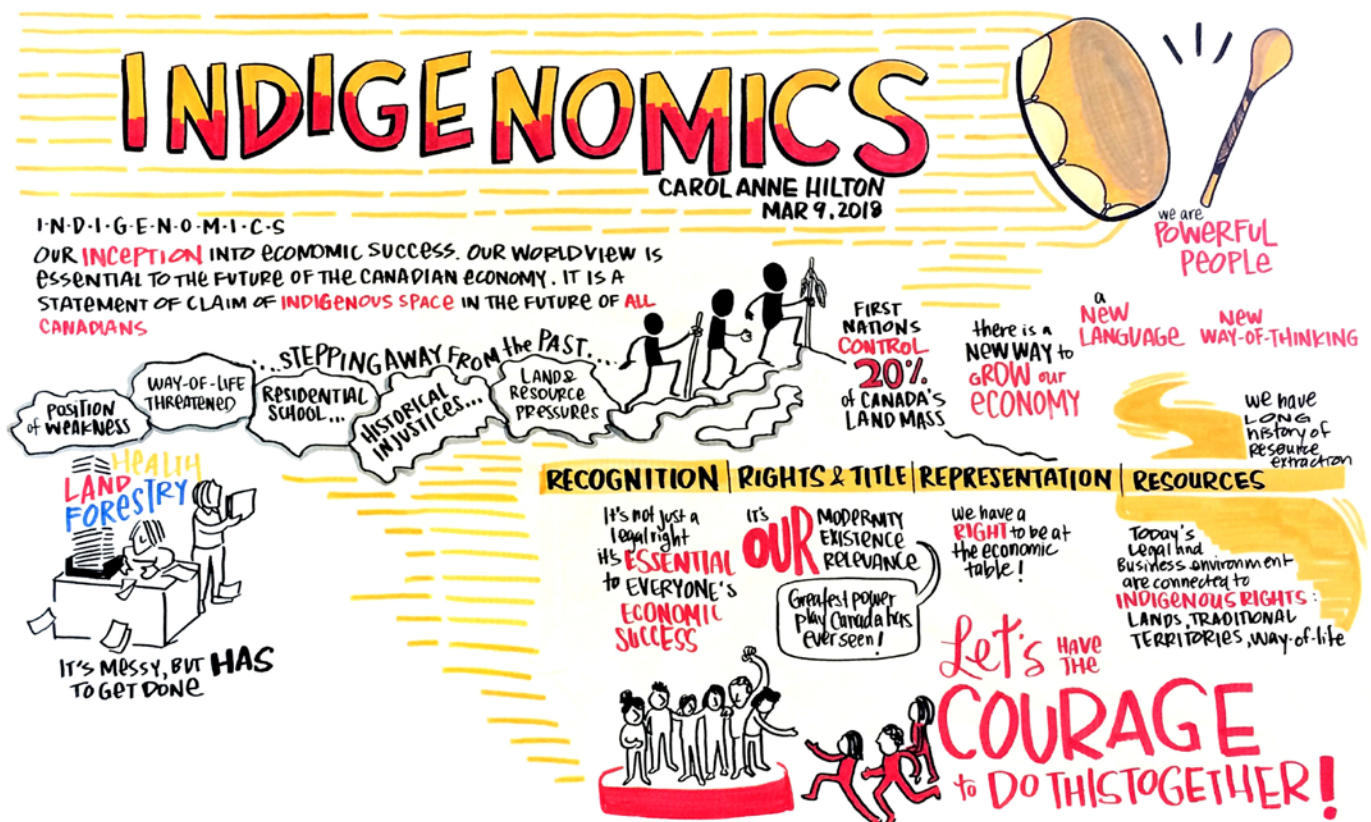 INDIGENOMICS
CAROL ANNE HILTON
MAR 9, 2018
we are
POWERFUL
PEOPLE
I·N·D·I·G·E·N·O·M·I·C·S
OUR INCEPTION INTO ECONOMIC SUCCESS. OUR WORLDVIEW IS
ESSENTIAL TO THE FUTURE OF THE CANADIAN ECONOMY. IT IS A
STATEMENT OF CLAIM OF INDIGENOUS SPACE IN THE FUTURE OF ALL
CANADIANS
...STEPPING AWAY FROM the PAST....
POSITION
of WEAKNESS
WAY-OF-LIFE
THREATENED
RESIDENTIAL
SCHOOL...
HISTORICAL
INJUSTICES...
LAND &
RESOURCE
PRESSURES
FIRST
NATIONS
CONTROL
20%
of CANADA'S
LAND MASS
there is a
NEW WAY to
GROW our
ECONOMY
a
NEW
LANGUAGE
NEW
WAY-OF-THINKING
we have
LONG
history of
RESOURCE
extraction
HEALTH
LAND
FORESTRY
IT'S MESSY, BUT HAS
TO GET DONE
RECOGNITION | RIGHTS & TITLE | REPRESENTATION | RESOURCES
It's not just a
legal right
it's ESSENTIAL
to EVERYONE'S
ECONOMIC
SUCCESS
IT'S
OUR
MODERNITY
EXISTENCE
RELEVANCE
Greatest power
play Canada has
ever seen!
We have a
RIGHT to be at
the economic
table!
TODAY'S
Legal and
Business environment
are connected to
INDIGENOUS RIGHTS:
LANDS, TRADITIONAL
TERRITORIES, way-of-life
Let's HAVE
THE
COURAGE
to DO THIS TOGETHER!